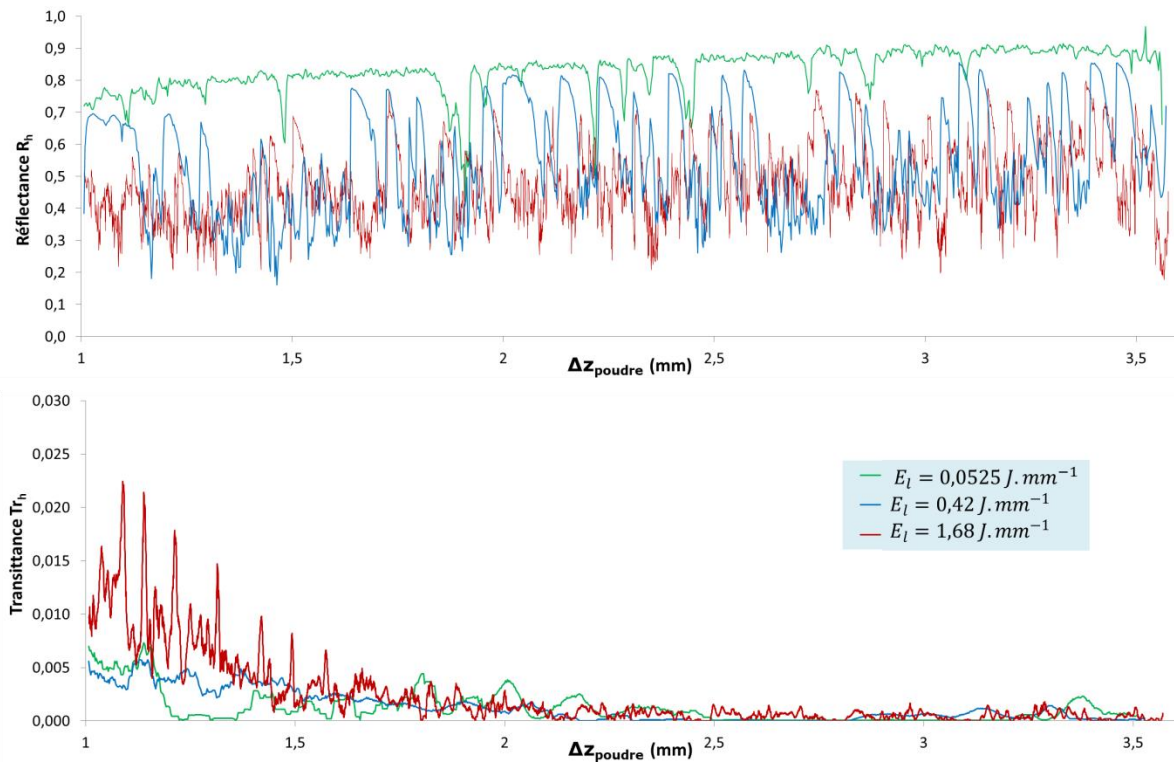 1,0
0,9
0,8
0,7
0,6
0,5
0,4
0,3
0,2
0,1
0,0
Réflectance Rh
1 1,5 2 2,5 3 3,5
Δzpoudre (mm)
0,030
0,025
0,020
0,015
0,010
0,005
0,000
Transittance Trh
El = 0,0525 J.mm−1
El = 0,42 J.mm−1
El = 1,68 J.mm−1
1 1,5 2 2,5 3 3,5
Δzpoudre (mm)